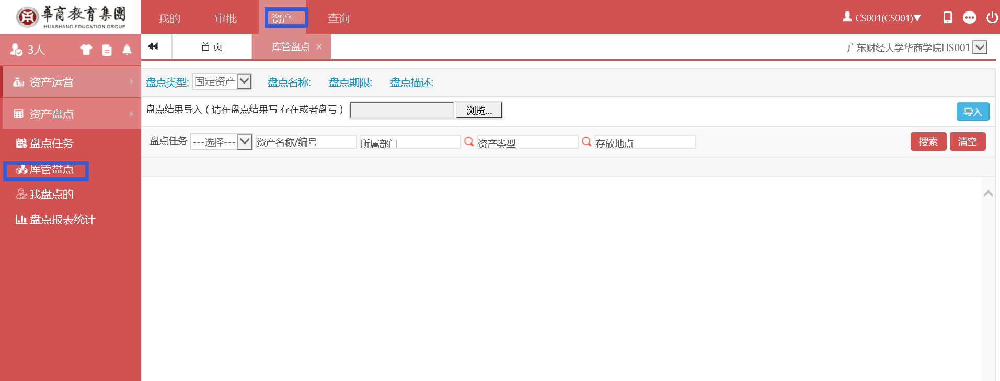 華商教育集團
HUASHANG EDUCATION GROUP
我的 审批 资产 查询
CS001(CS001)▼
3人
首 页 库管盘点 ×
广东财经大学华商学院HS001
资产运营
资产盘点
盘点任务
库管盘点
我盘点的
盘点报表统计
盘点类型: 固定资产 盘点名称: 盘点期限: 盘点描述:
盘点结果导入（请在盘点结果写 存在或者盘亏） 浏览... 导入
盘点任务 ---选择--- 资产名称/编号 所属部门 资产类型 存放地点 搜索 清空